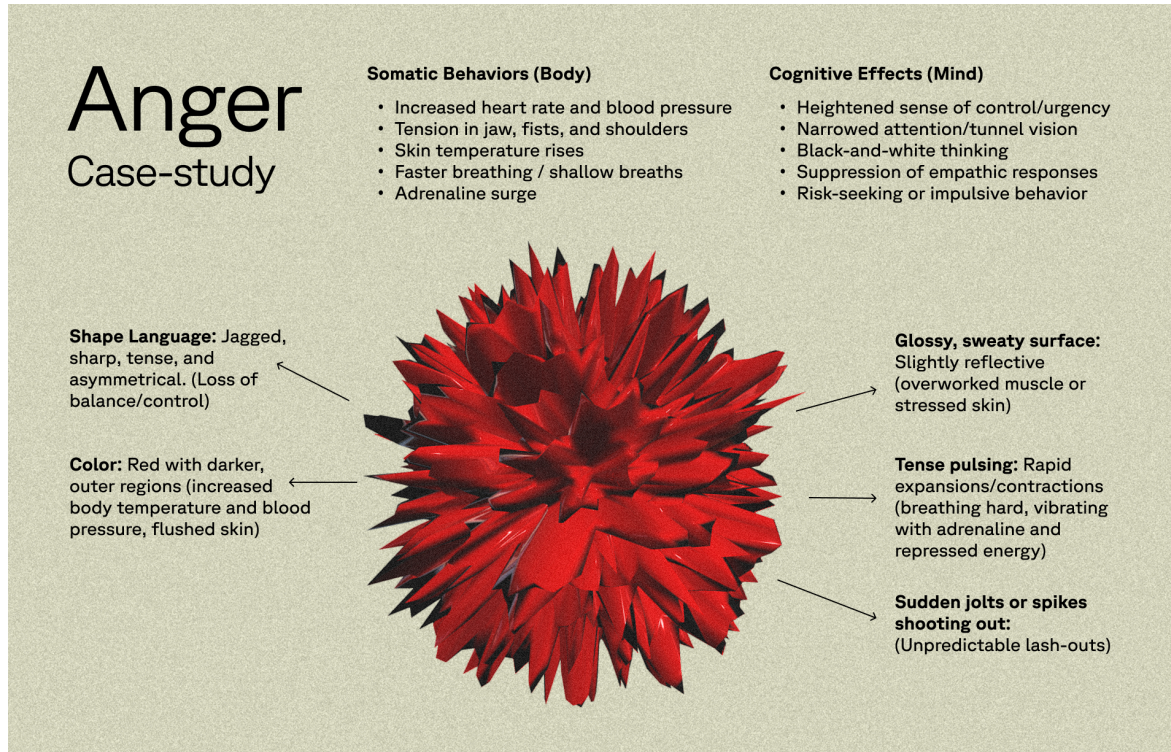 Anger
Case-study
Somatic Behaviors (Body)
• Increased heart rate and blood pressure
• Tension in jaw, fists, and shoulders
• Skin temperature rises
• Faster breathing / shallow breaths
• Adrenaline surge
Cognitive Effects (Mind)
• Heightened sense of control/urgency
• Narrowed attention/tunnel vision
• Black-and-white thinking
• Suppression of empathic responses
• Risk-seeking or impulsive behavior
Shape Language: Jagged,
sharp, tense, and
asymmetrical. (Loss of
balance/control)
Color: Red with darker,
outer regions (increased
body temperature and blood
pressure, flushed skin)
Glossy, sweaty surface:
Slightly reflective
(overworked muscle or
stressed skin)
Tense pulsing: Rapid
expansions/contractions
(breathing hard, vibrating
with adrenaline and
repressed energy)
Sudden jolts or spikes
shooting out:
(Unpredictable lash-outs)